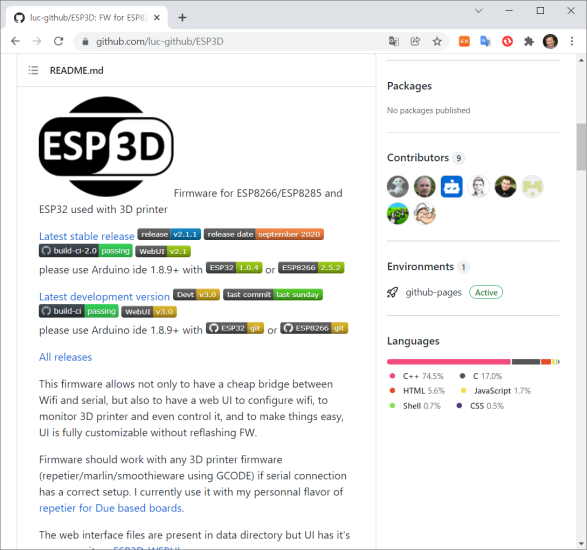 luc-github/ESP3D: FW for ESP82
github.com/luc-github/ESP3D
README.md
ESP3D
Firmware for ESP8266/ESP8285 and
ESP32 used with 3D printer
Latest stable release release v2.1.1 release date september 2020
build-ci-2.0 passing WebUI v2.1
please use Arduino ide 1.8.9+ with ESP32 1.0.4 or ESP8266 2.5.2
Latest development version Devt v3.0 last commit last sunday
build-ci passing WebUI v3.0
please use Arduino ide 1.8.9+ with ESP32 git or ESP8266 git
All releases
This firmware allows not only to have a cheap bridge between
Wifi and serial, but also to have a web UI to configure wifi, to
monitor 3D printer and even control it, and to make things easy,
UI is fully customizable without reflashing FW.
Firmware should work with any 3D printer firmware
(repetier/marlin/smoothieware using GCODE) if serial connection
has a correct setup. I currently use it with my personnal flavor of
repetier for Due based boards.
The web interface files are present in data directory but UI has it's
Packages
No packages published
Contributors 9
Environments 1
github-pages Active
Languages
C++ 74.5% C 17.0%
HTML 5.6% JavaScript 1.7%
Shell 0.7% CSS 0.5%